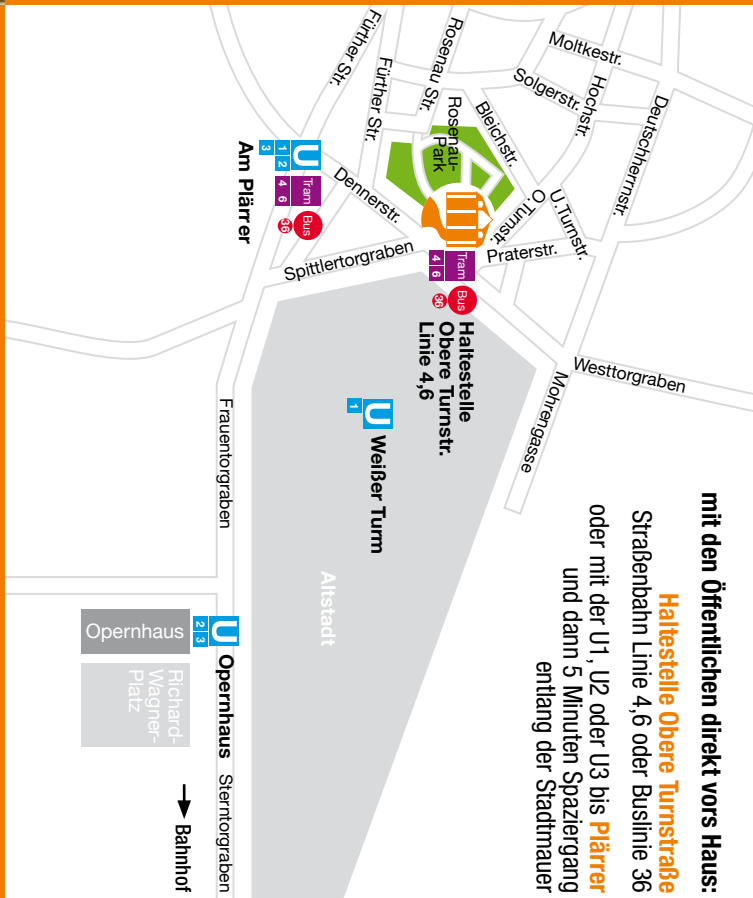 mit den Öffentlichen direkt vors Haus:
Haltestelle Obere Turnstraße
Straßenbahn Linie 4,6 oder Buslinie 36
oder mit der U1, U2 oder U3 bis Plärrer
und dann 5 Minuten Spaziergang
entlang der Stadtmauer
Moltkestr.
Solgerstr.
Hochstr.
Deutschherrnstr.
Fürther Str.
Fürther Str.
Rosenau Str.
Bleichstr.
Rosenau-
Park
O.Turnstr.
U.Turnstr.
Praterstr.
Dennerstr.
Spittlertorgraben
Westtorgraben
Mohrengasse
U
1 2
3
Tram
4 6
Bus
36
Am Plärrer
Tram
4 6
Bus
36
Haltestelle
Obere Turnstr.
Linie 4,6
U
1
Weißer Turm
Altstadt
Frauentorgraben
Opernhaus
U
2 3
Opernhaus
Richard-
Wagner-
Platz
Sterntorgraben
→ Bahnhof